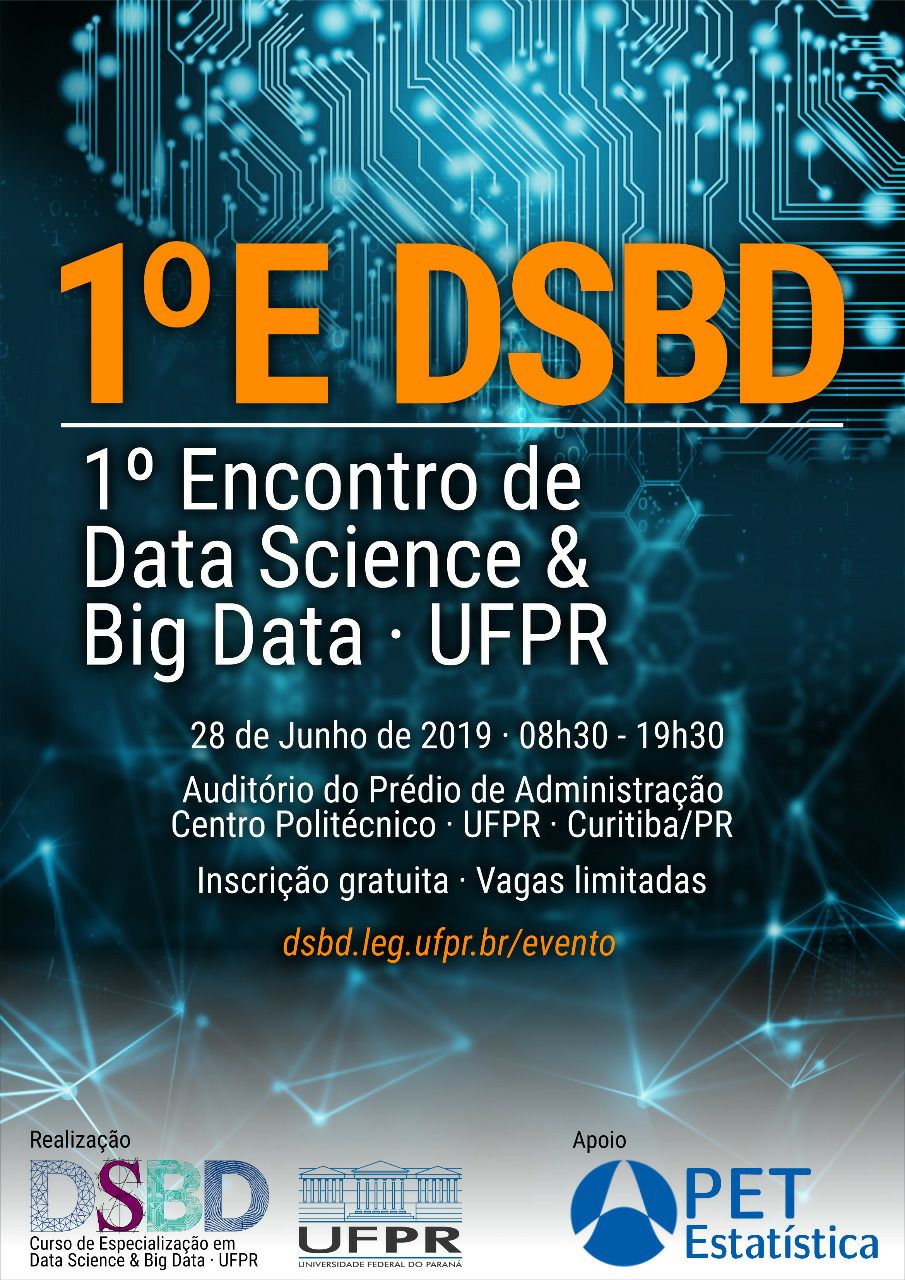 1º E DSBD
1º Encontro de
Data Science &
Big Data · UFPR
28 de Junho de 2019 · 08h30 - 19h30
Auditório do Prédio de Administração
Centro Politécnico · UFPR · Curitiba/PR
Inscrição gratuita · Vagas limitadas
dsbd.leg.ufpr.br/evento
Realização
DSBD
Curso de Especialização em
Data Science & Big Data · UFPR
UFPR
UNIVERSIDADE FEDERAL DO PARANÁ
Apoio
PET
Estatística